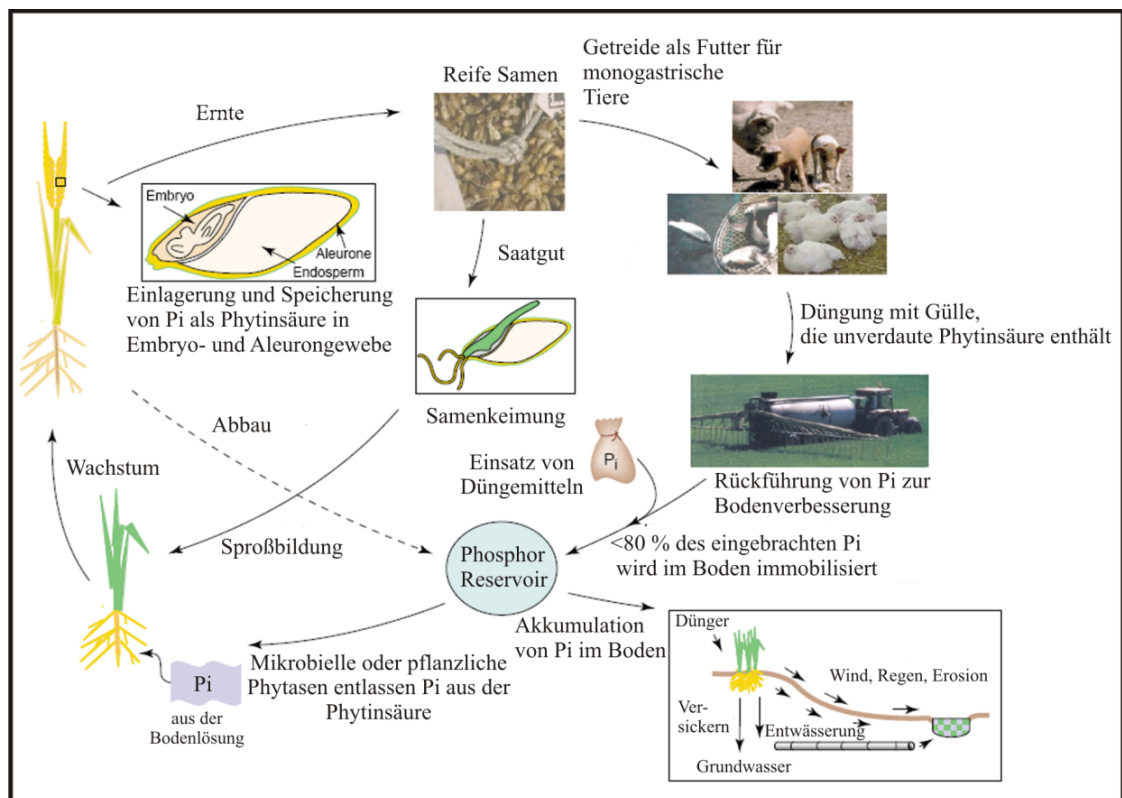 Getreide als Futter für
monogastrische
Tiere
Reife Samen
Ernte
Embryo
Aleurone
Endosperm
Einlagerung und Speicherung
von Pi als Phytinsäure in
Embryo- und Aleurongewebe
Saatgut
Düngung mit Gülle,
die unverdaute Phytinsäure enthält
Samenkeimung
Abbau
Wachstum
Einsatz von
Düngemitteln
Pi
Rückführung von Pi zur
Bodenverbesserung
Sproßbildung
Phosphor
Reservoir
<80 % des eingebrachten Pi
wird im Boden immobilisiert
Akkumulation
von Pi im Boden
Mikrobielle oder pflanzliche
Phytasen entlassen Pi aus der
Phytinsäure
Pi
aus der
Bodenlösung
Dünger
Wind, Regen, Erosion
Ver-
sickern
Entwässerung
Grundwasser